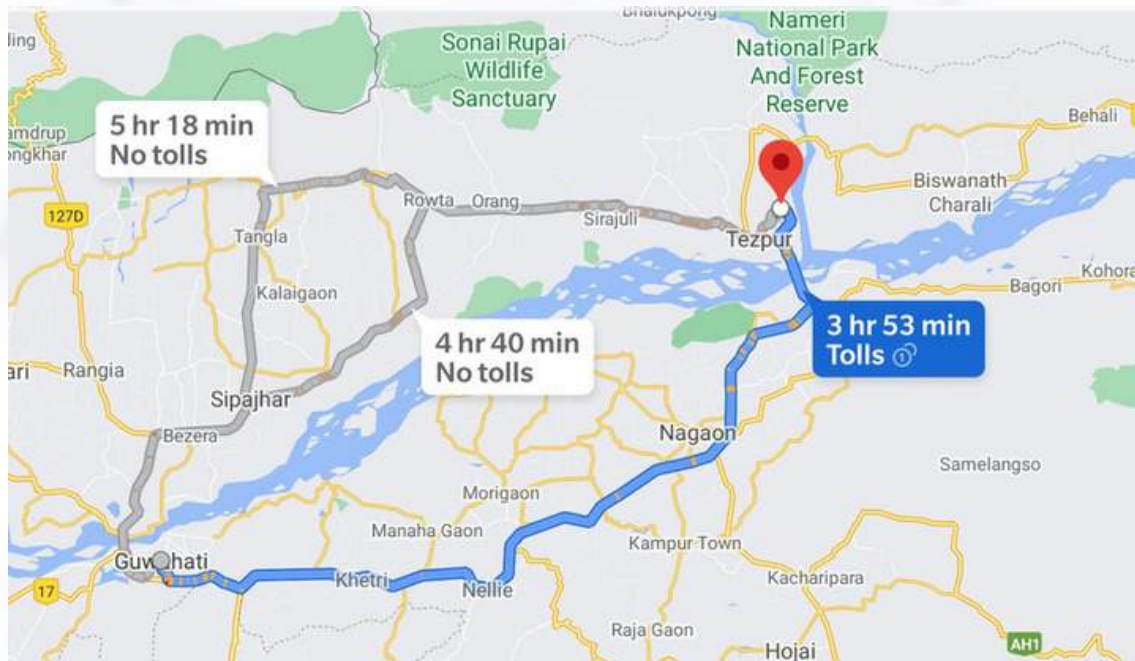 Bhalukpong
Nameri
National Park
And Forest
Reserve
Sonai Rupai
Wildlife
Sanctuary
5 hr 18 min
No tolls
Behali
127D
Rowta
Orang
Biswanath
Charali
Sirajuli
Tangla
Tezpur
Kohora
Kalaigaon
Bagori
3 hr 53 min
Tolls
4 hr 40 min
No tolls
Rangia
Sipajhar
Bezera
Nagaon
Samelangso
Morigaon
Manaha Gaon
Kampur Town
Guwahati
Khetri
Nellie
Kacharipara
17
Raja Gaon
Hojai
AH1